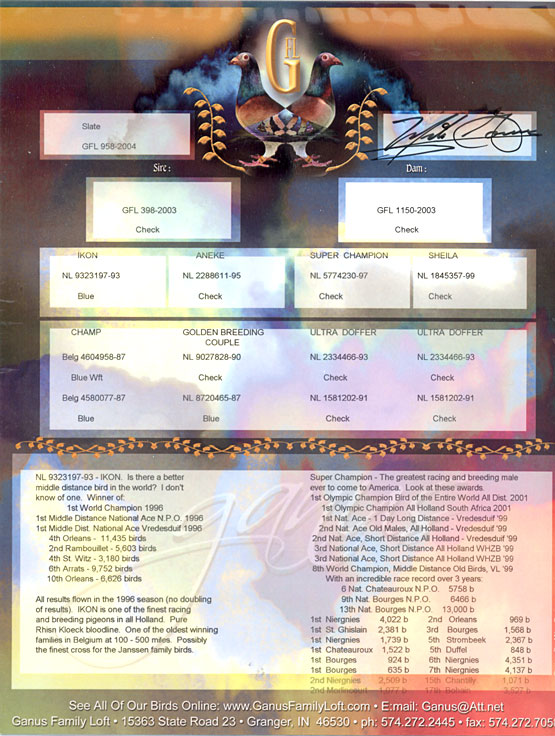 GFL
Slate
GFL 958-2004
Sire : Dam :
GFL 398-2003 GFL 1150-2003
Check Check
IKON ANEKE SUPER CHAMPION SHEILA
NL 9323197-93 NL 2288611-95 NL 5774230-97 NL 1845357-99
Blue Check Check Check
CHAMP GOLDEN BREEDING COUPLE ULTRA DOFFER ULTRA DOFFER
Belg 4604958-87 NL 9027828-90 NL 2334466-93 NL 2334466-93
Blue Wft Check Check Check
Belg 4580077-87 NL 8720465-87 NL 1581202-91 NL 1581202-91
Blue Blue Check Check
NL 9323197-93 - IKON. Is there a better
middle distance bird in the world? I don't
know of one. Winner of:
1st World Champion 1996
1st Middle Distance National Ace N.P.O. 1996
1st Middle Dist. National Ace Vredesduif 1996
4th Orleans - 11,435 birds
2nd Rambouillet - 5,603 birds
4th St. Witz - 3,180 birds
6th Arrats - 9,752 birds
10th Orleans - 6,626 birds
All results flown in the 1996 season (no doubling
of results). IKON is one of the finest racing
and breeding pigeons in all Holland. Pure
Rhisn Kloeck bloodline. One of the oldest winning
families in Belgium at 100 - 500 miles. Possibly
the finest cross for the Janssen family birds.
Super Champion - The greatest racing and breeding male
ever to come to America. Look at these awards.
1st Olympic Champion Bird of the Entire World All Dist. 2001
1st Olympic Champion All Holland South Africa 2001
1st Nat. Ace - 1 Day Long Distance - Vredesduif '99
2nd Nat. Ace Old Males, All Holland - Vredesduif '99
2nd Nat. Ace, Short Distance All Holland - Vredesduif '99
3rd National Ace, Short Distance All Holland WHZB '99
3rd National Ace, Short Distance All Holland WHZB '99
6th World Champion, Middle Distance Old Birds, VL '99
With an incredible race record over 3 years:
6 Nat. Chateauroux N.P.O. 5758 b
9th Nat. Bourges N.P.O. 6466 b
13th Nat. Bourges N.P.O. 13,000 b
1st Niergnies 4,022 b 2nd Orleans 969 b
1st St. Ghislain 2,381 b 3rd Bourges 1,568 b
1st Niergnies 1,739 b 5th Strombeek 2,367 b
1st Chateauroux 1,522 b 5th Duffel 848 b
1st Bourges 924 b 6th Niergnies 4,351 b
1st Bourges 635 b 7th Niergnies 4,137 b
2nd Niergnies 2,509 b 15th Chantilly 1,071 b
2nd 1,077 b 17th 3,527 b
See All Of Our Birds Online: www.GanusFamilyLoft.com • E:mail: Ganus@Att.net
Ganus Family Loft • 15363 State Road 23 • Granger, IN 46530 • ph: 574.272.2445 • fax: 574.272.705